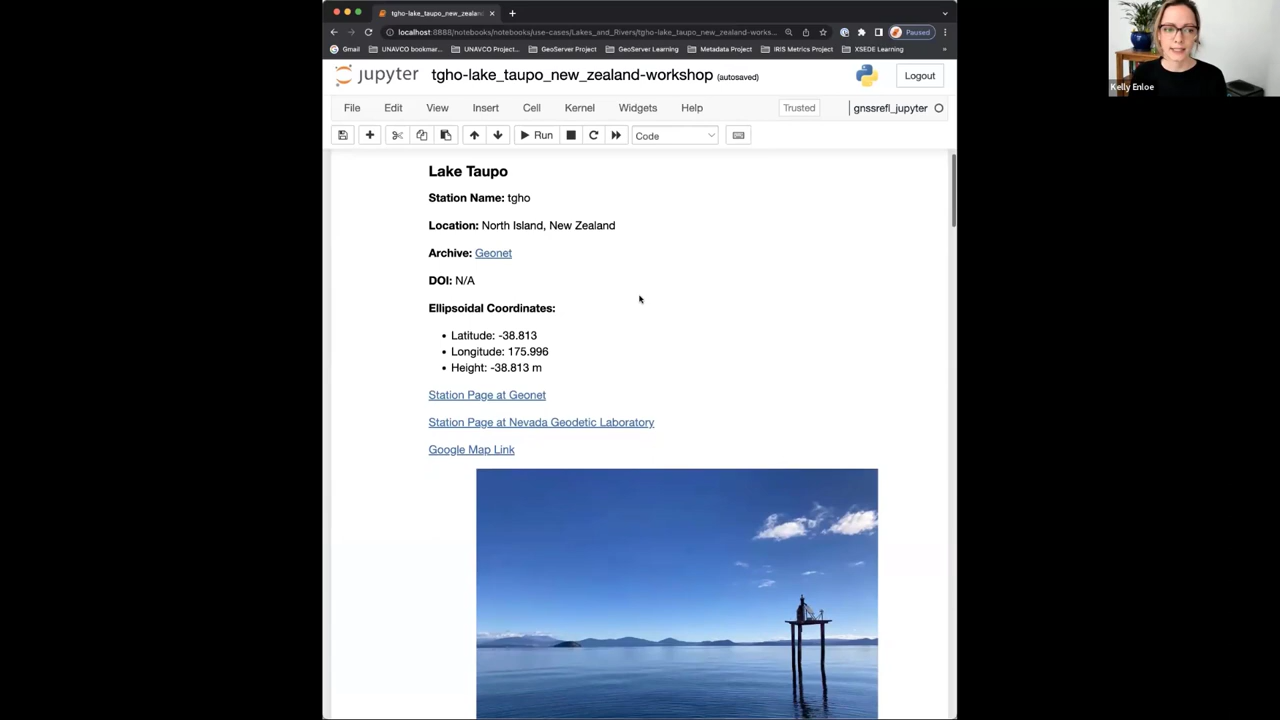 tgho-lake_taupo_new_zealand-
localhost:8888/notebooks/notebooks/use-cases/Lakes_and_Rivers/tgho-lake_taupo_new_zealand-works...
Paused
Gmail
UNAVCO bookmar...
UNAVCO Project...
GeoServer Project
GeoServer Learning
Metadata Project
IRIS Metrics Project
XSEDE Learning
Kelly Enloe
jupyter
tgho-lake_taupo_new_zealand-workshop (autosaved)
Logout
File Edit View Insert Cell Kernel Widgets Help
Trusted
gnssrefl_jupyter
Run
Code
Lake Taupo
Station Name: tgho
Location: North Island, New Zealand
Archive: Geonet
DOI: N/A
Ellipsoidal Coordinates:
• Latitude: -38.813
• Longitude: 175.996
• Height: -38.813 m
Station Page at Geonet
Station Page at Nevada Geodetic Laboratory
Google Map Link